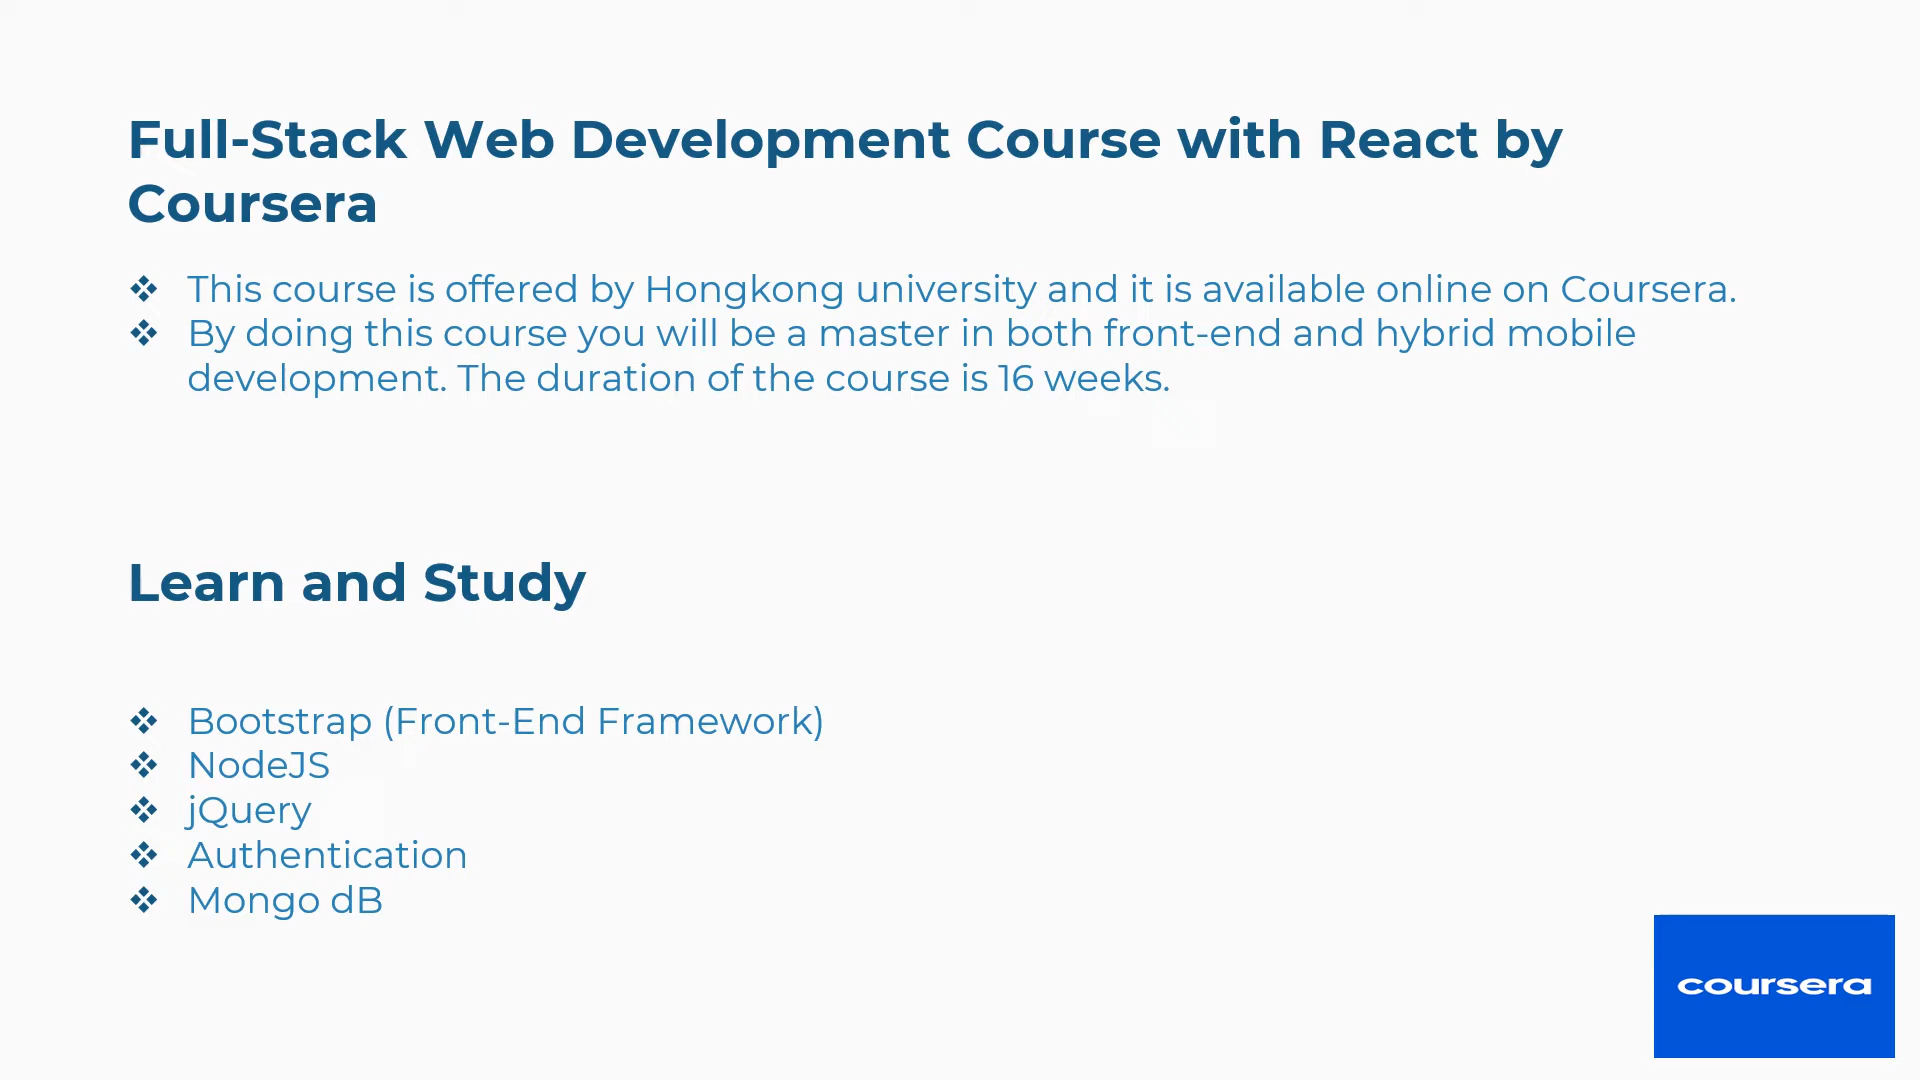 Full-Stack Web Development Course with React by
Coursera
❖ This course is offered by Hongkong university and it is available online on Coursera.
❖ By doing this course you will be a master in both front-end and hybrid mobile
development. The duration of the course is 16 weeks.
Learn and Study
❖ Bootstrap (Front-End Framework)
❖ NodeJS
❖ jQuery
❖ Authentication
❖ Mongo dB
coursera